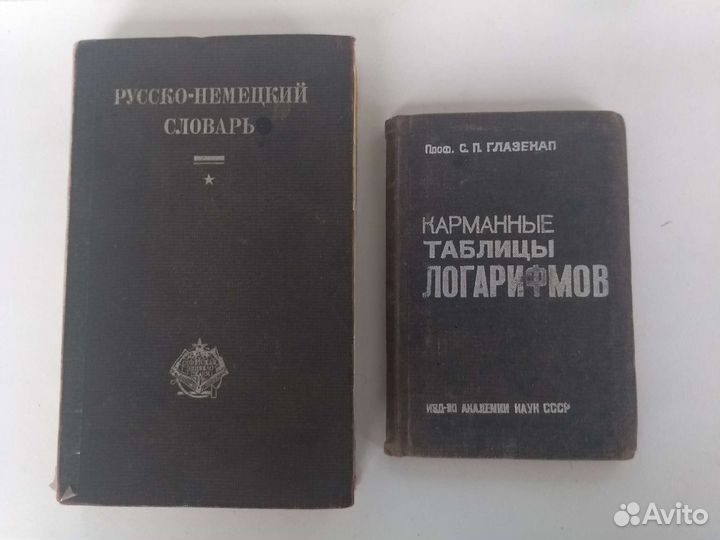 РУССКО-НЕМЕЦКИЙ
СЛОВАРЬ
Проф. С. П. ГЛАЗЕНАП
КАРМАННЫЕ
ТАБЛИЦЫ
ЛОГАРИФМОВ
ИЗД-ВО АКАДЕМИИ НАУК СССР
Avito